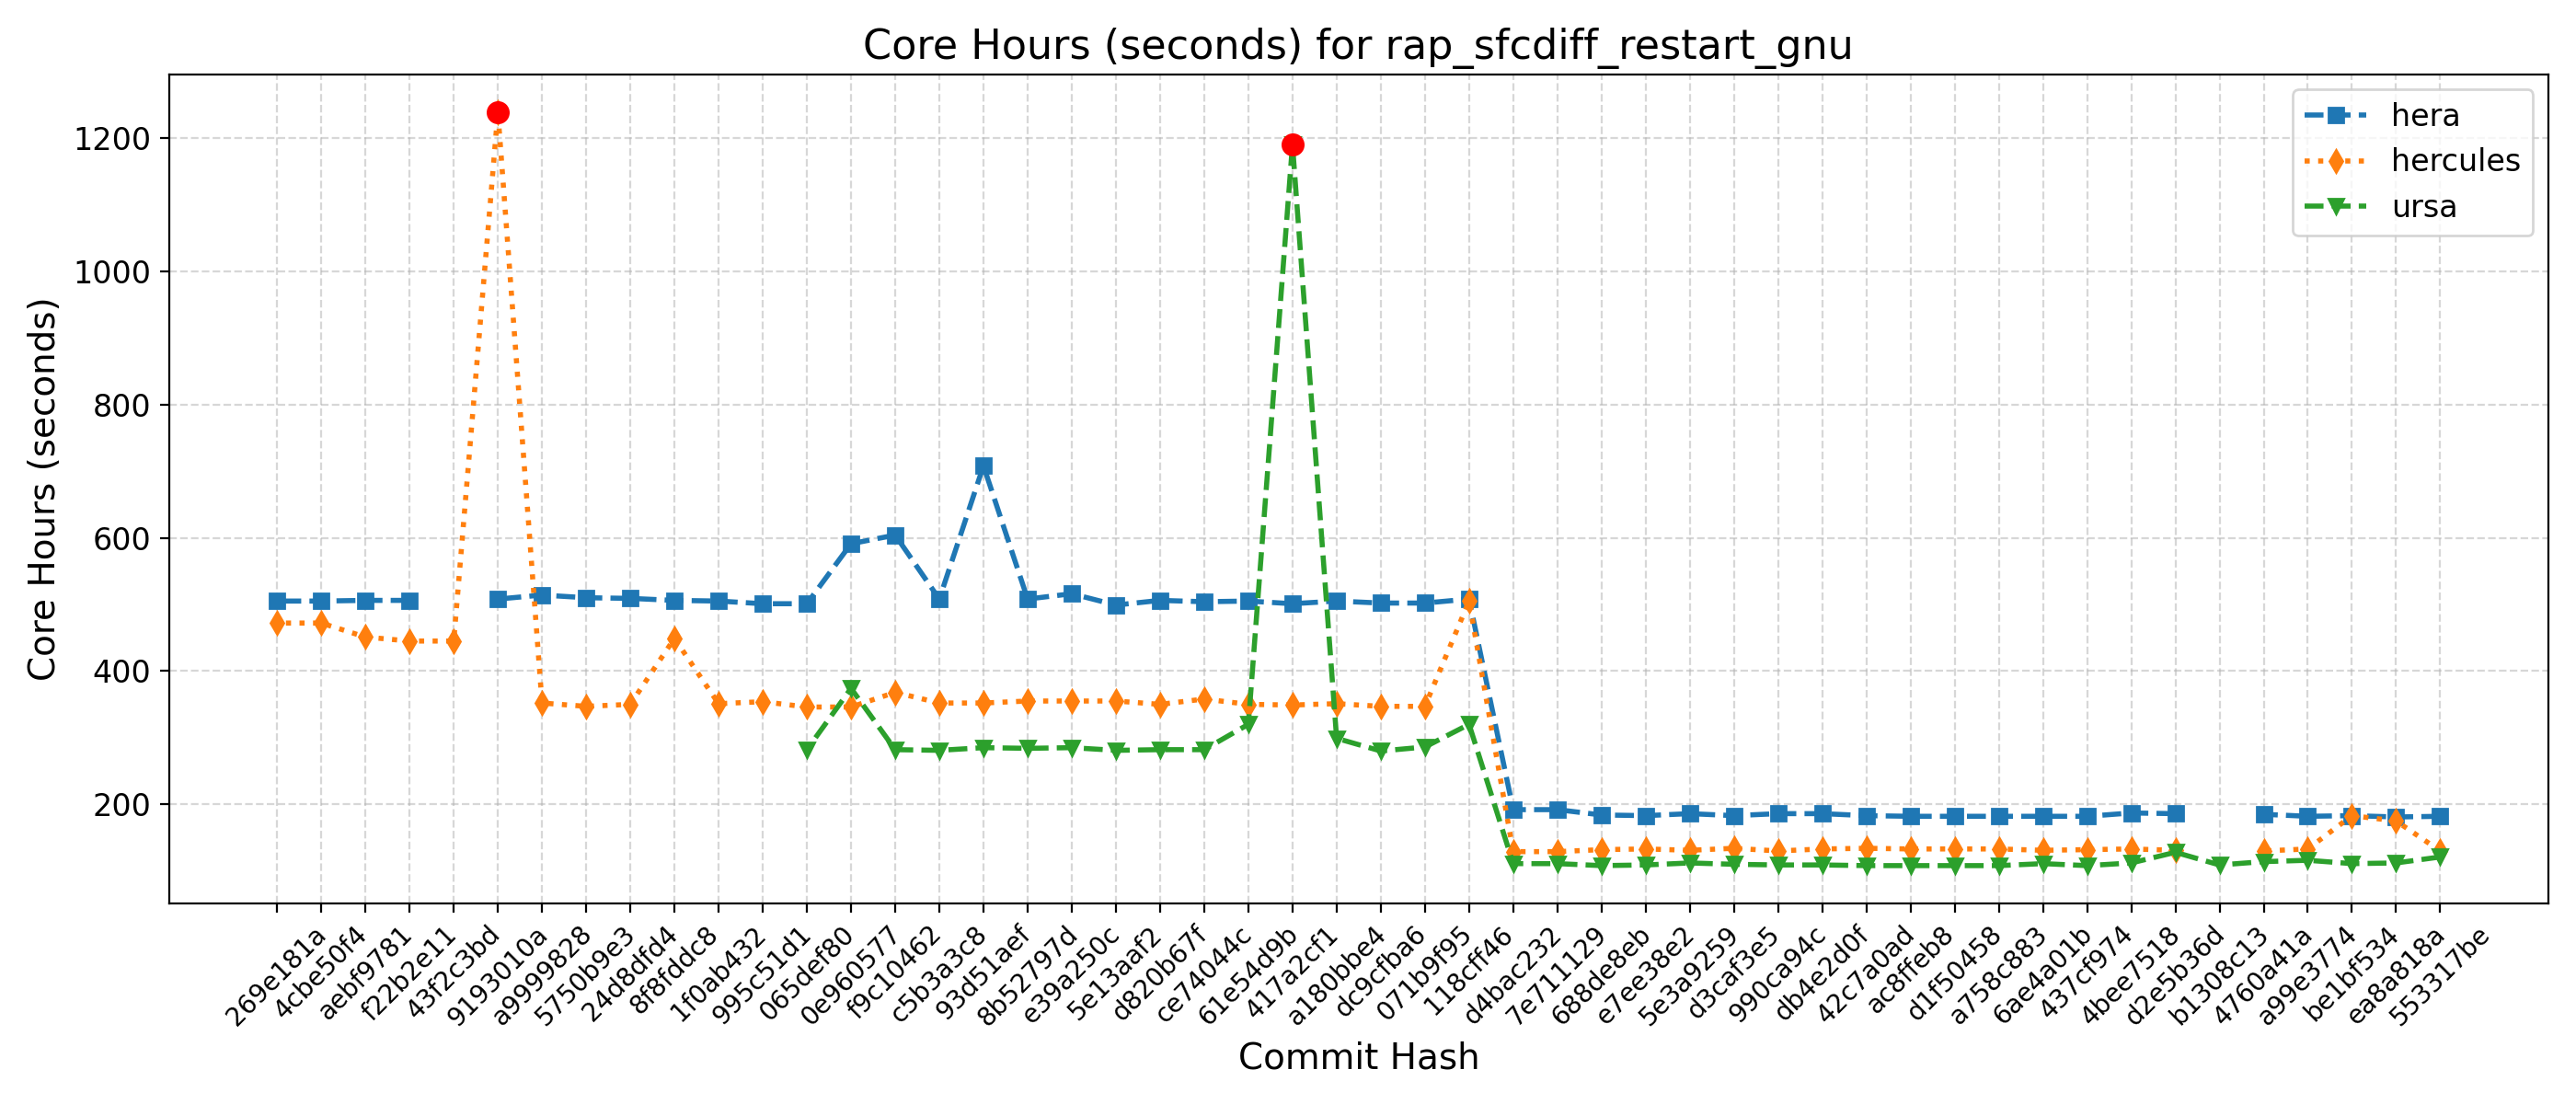 Core Hours (seconds) for rap_sfcdiff_restart_gnu
hera
hercules
ursa
Core Hours (seconds)
1200
1000
800
600
400
200
269e181a
4cbe50f4
aebf9781
f22b2e11
43f2c3bd
9193010a
a9999828
5750b9e3
24d8dfd4
8f8fddc8
1f0ab432
995c51d1
065def80
0e960577
f9c10462
c5b3a3c8
93d51aef
8b52797d
e39a250c
5e13aaf2
d820b67f
ce74044c
61e54d9b
417a2cf1
a180bbe4
dc9cfba6
071b9f95
118cff46
d4bac232
7e711129
688de8eb
e7ee38e2
5e3a9259
d3caf3e5
990ca94c
db4e2d0f
42c7a0ad
ac8ffeb8
d1f50458
a758c883
6ae4a01b
437cf974
4bee7518
d2e5b36d
b1308c13
4760a41a
a99e3774
be1bf534
ea8a818a
553317be
Commit Hash